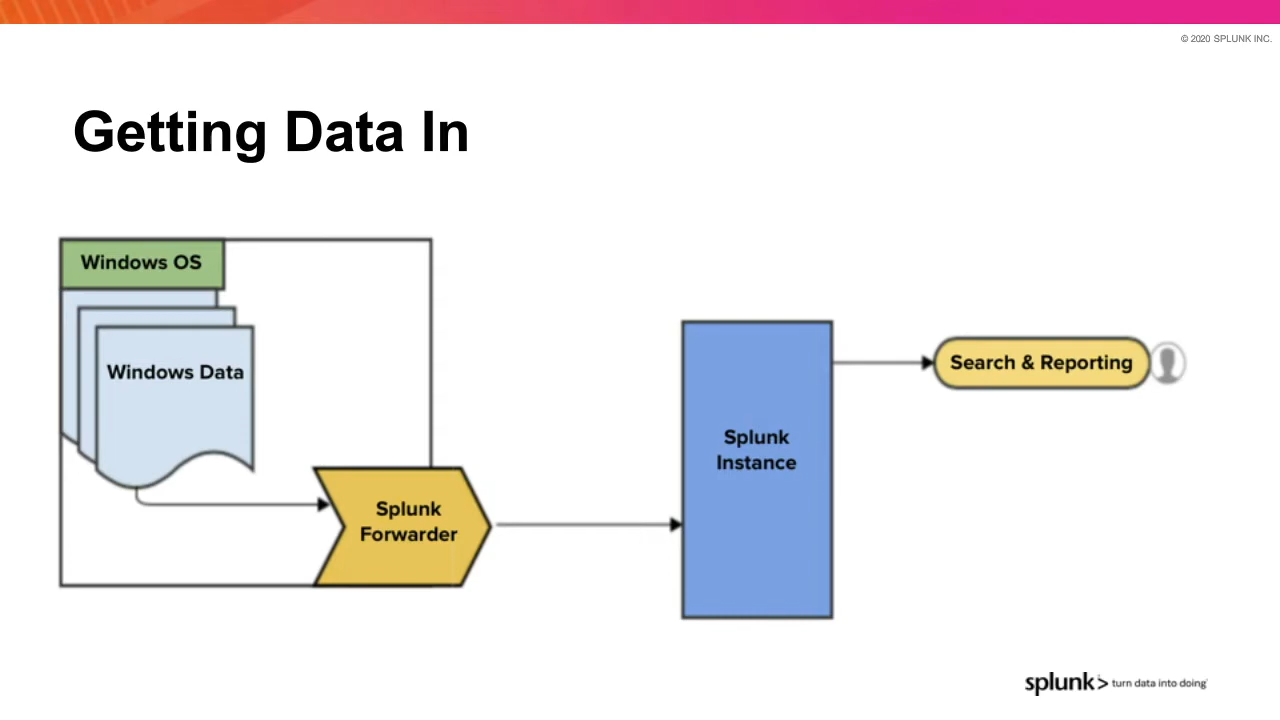 © 2020 SPLUNK INC.
Getting Data In
Windows OS
Windows Data
Splunk
Forwarder
Splunk
Instance
Search & Reporting
splunk> turn data into doing